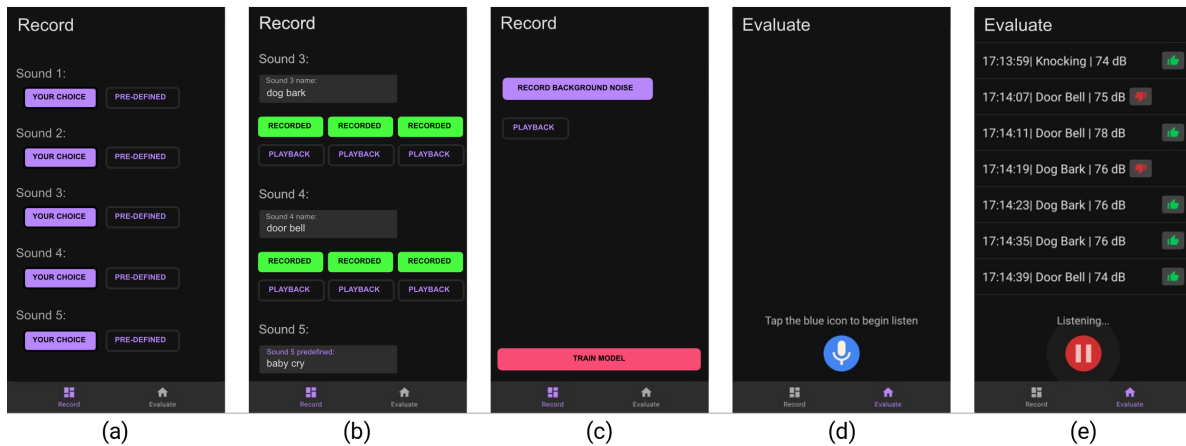 Record
Sound 1:
YOUR CHOICE PRE-DEFINED
Sound 2:
YOUR CHOICE PRE-DEFINED
Sound 3:
YOUR CHOICE PRE-DEFINED
Sound 4:
YOUR CHOICE PRE-DEFINED
Sound 5:
YOUR CHOICE PRE-DEFINED
Record Evaluate
(a)
Record
Sound 3:
Sound 3 name:
dog bark
RECORDED RECORDED RECORDED
PLAYBACK PLAYBACK PLAYBACK
Sound 4:
Sound 4 name:
door bell
RECORDED RECORDED RECORDED
PLAYBACK PLAYBACK PLAYBACK
Sound 5:
Sound 5 predefined:
baby cry
Record Evaluate
(b)
Record
RECORD BACKGROUND NOISE
PLAYBACK
TRAIN MODEL
Record Evaluate
(c)
Evaluate
Tap the blue icon to begin listen
Record Evaluate
(d)
Evaluate
17:13:59| Knocking | 74 dB
17:14:07| Door Bell | 75 dB
17:14:11| Door Bell | 78 dB
17:14:19| Dog Bark | 76 dB
17:14:23| Dog Bark | 76 dB
17:14:35| Dog Bark | 76 dB
17:14:39| Door Bell | 74 dB
Listening...
Record Evaluate
(e)